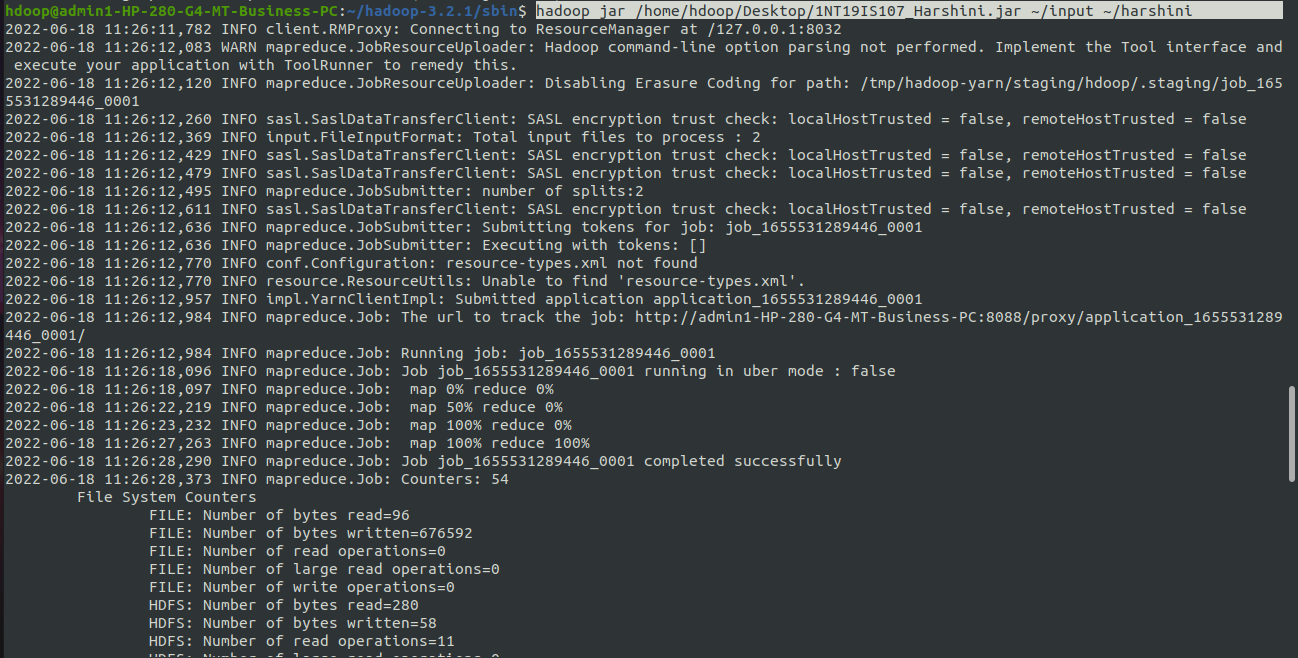 hdoop@admin1-HP-280-G4-MT-Business-PC:~/hadoop-3.2.1/sbin$ hadoop jar /home/hdoop/Desktop/1NT19IS107_Harshini.jar ~/input ~/harshini
2022-06-18 11:26:11,782 INFO client.RMProxy: Connecting to ResourceManager at /127.0.0.1:8032
2022-06-18 11:26:12,083 WARN mapreduce.JobResourceUploader: Hadoop command-line option parsing not performed. Implement the Tool interface and
 execute your application with ToolRunner to remedy this.
2022-06-18 11:26:12,120 INFO mapreduce.JobResourceUploader: Disabling Erasure Coding for path: /tmp/hadoop-yarn/staging/hdoop/.staging/job_165
5531289446_0001
2022-06-18 11:26:12,260 INFO sasl.SaslDataTransferClient: SASL encryption trust check: localHostTrusted = false, remoteHostTrusted = false
2022-06-18 11:26:12,369 INFO input.FileInputFormat: Total input files to process : 2
2022-06-18 11:26:12,429 INFO sasl.SaslDataTransferClient: SASL encryption trust check: localHostTrusted = false, remoteHostTrusted = false
2022-06-18 11:26:12,479 INFO sasl.SaslDataTransferClient: SASL encryption trust check: localHostTrusted = false, remoteHostTrusted = false
2022-06-18 11:26:12,495 INFO mapreduce.JobSubmitter: number of splits:2
2022-06-18 11:26:12,611 INFO sasl.SaslDataTransferClient: SASL encryption trust check: localHostTrusted = false, remoteHostTrusted = false
2022-06-18 11:26:12,636 INFO mapreduce.JobSubmitter: Submitting tokens for job: job_1655531289446_0001
2022-06-18 11:26:12,636 INFO mapreduce.JobSubmitter: Executing with tokens: []
2022-06-18 11:26:12,770 INFO conf.Configuration: resource-types.xml not found
2022-06-18 11:26:12,770 INFO resource.ResourceUtils: Unable to find 'resource-types.xml'.
2022-06-18 11:26:12,957 INFO impl.YarnClientImpl: Submitted application application_1655531289446_0001
2022-06-18 11:26:12,984 INFO mapreduce.Job: The url to track the job: http://admin1-HP-280-G4-MT-Business-PC:8088/proxy/application_1655531289
446_0001/
2022-06-18 11:26:12,984 INFO mapreduce.Job: Running job: job_1655531289446_0001
2022-06-18 11:26:18,096 INFO mapreduce.Job: Job job_1655531289446_0001 running in uber mode : false
2022-06-18 11:26:18,097 INFO mapreduce.Job:  map 0% reduce 0%
2022-06-18 11:26:22,219 INFO mapreduce.Job:  map 50% reduce 0%
2022-06-18 11:26:23,232 INFO mapreduce.Job:  map 100% reduce 0%
2022-06-18 11:26:27,263 INFO mapreduce.Job:  map 100% reduce 100%
2022-06-18 11:26:28,290 INFO mapreduce.Job: Job job_1655531289446_0001 completed successfully
2022-06-18 11:26:28,373 INFO mapreduce.Job: Counters: 54
File System Counters
FILE: Number of bytes read=96
FILE: Number of bytes written=676592
FILE: Number of read operations=0
FILE: Number of large read operations=0
FILE: Number of write operations=0
HDFS: Number of bytes read=280
HDFS: Number of bytes written=58
HDFS: Number of read operations=11